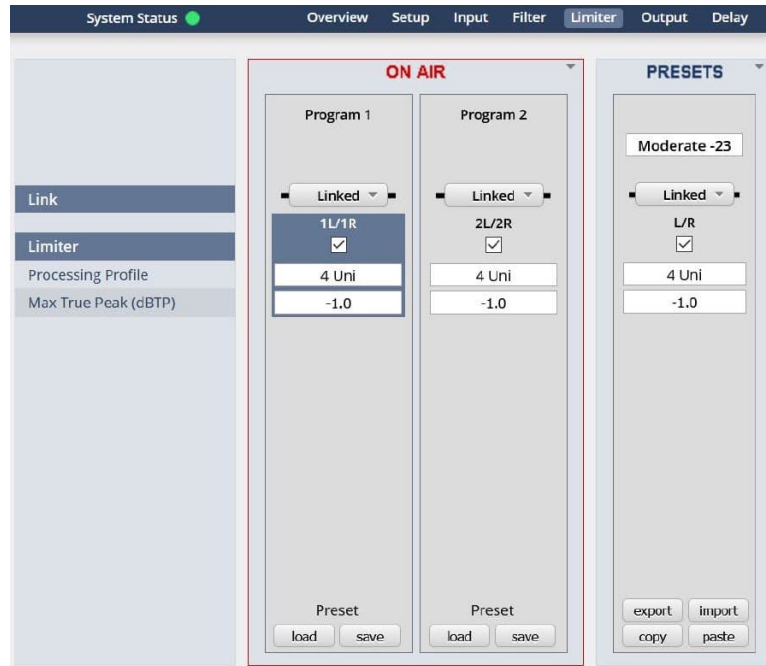 System Status Overview Setup Input Filter Limiter Output Delay
ON AIR PRESETS
Program 1 Program 2
Moderate -23
Link Linked Linked Linked
1L/1R 2L/2R L/R
Limiter
Processing Profile 4 Uni 4 Uni 4 Uni
Max True Peak (dBTP) -1.0 -1.0 -1.0
Preset Preset export import
load save load save copy paste